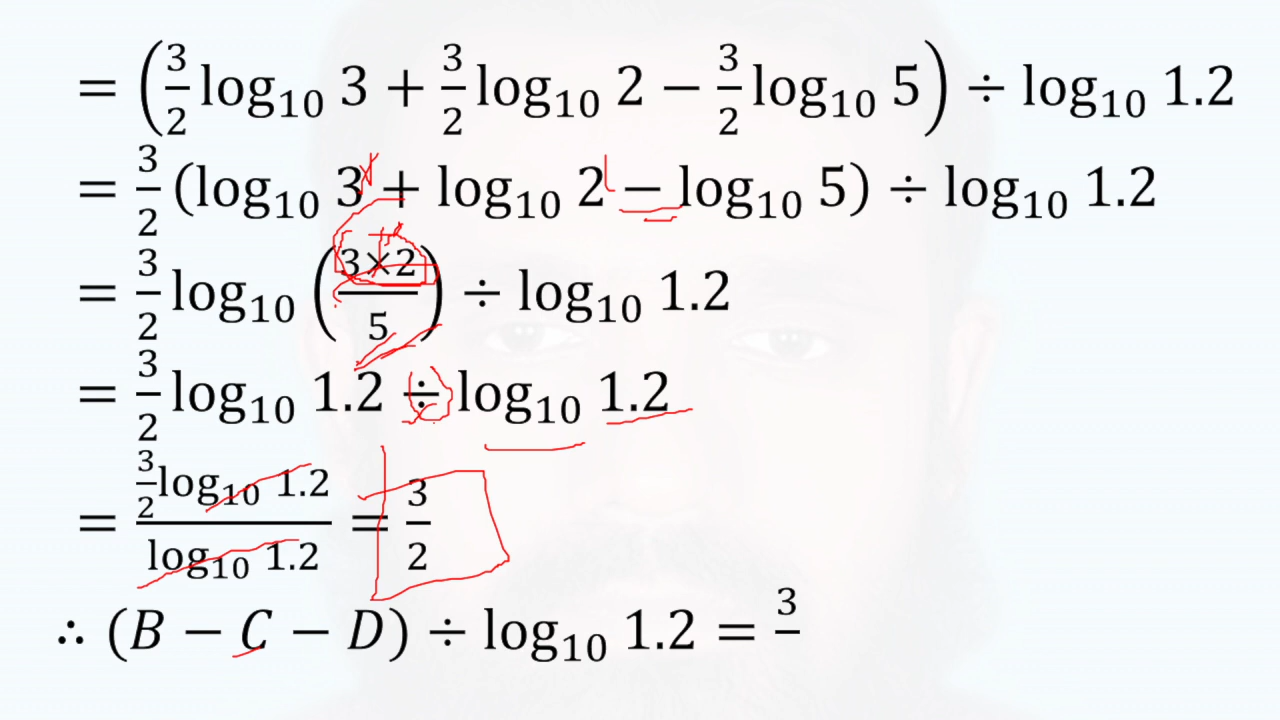 = (3/2 log₁₀ 3 + 3/2 log₁₀ 2 − 3/2 log₁₀ 5) ÷ log₁₀ 1.2
= 3/2 (log₁₀ 3 + log₁₀ 2 − log₁₀ 5) ÷ log₁₀ 1.2
= 3/2 log₁₀ ((3×2)/5) ÷ log₁₀ 1.2
= 3/2 log₁₀ 1.2 ÷ log₁₀ 1.2
= (3/2 log₁₀ 1.2)/(log₁₀ 1.2) = 3/2
∴ (B − C − D) ÷ log₁₀ 1.2 = 3/